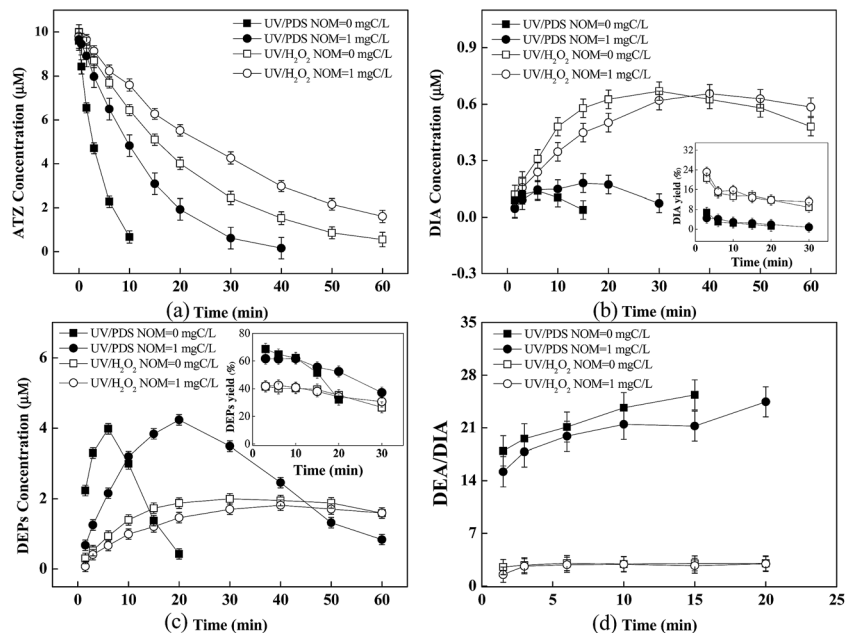 UV/PDS NOM=0 mgC/L
UV/PDS NOM=1 mgC/L
UV/H₂O₂ NOM=0 mgC/L
UV/H₂O₂ NOM=1 mgC/L
ATZ Concentration (μM)
10
8
6
4
2
0
0 10 20 30 40 50 60
(a) Time (min)
UV/PDS NOM=0 mgC/L
UV/PDS NOM=1 mgC/L
UV/H₂O₂ NOM=0 mgC/L
UV/H₂O₂ NOM=1 mgC/L
DIA Concentration (μM)
0.9
0.6
0.3
0.0
-0.3
0 10 20 30 40 50 60
(b) Time (min)
DIA yield (%)
32
24
16
8
0
0 10 20 30
Time (min)
UV/PDS NOM=0 mgC/L
UV/PDS NOM=1 mgC/L
UV/H₂O₂ NOM=0 mgC/L
UV/H₂O₂ NOM=1 mgC/L
DEPs Concentration (μM)
6
4
2
0
0 10 20 30 40 50 60
(c) Time (min)
DEPs yield (%)
80
60
40
20
0
0 10 20 30
Time (min)
UV/PDS NOM=0 mgC/L
UV/PDS NOM=1 mgC/L
UV/H₂O₂ NOM=0 mgC/L
UV/H₂O₂ NOM=1 mgC/L
DEA/DIA
35
27
18
9
0
0 5 10 15 20 25
(d) Time (min)